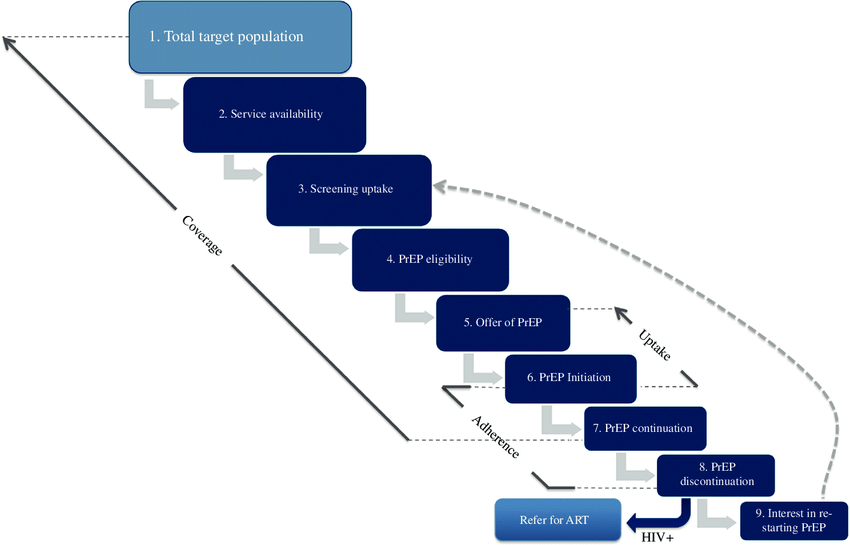 1. Total target population
2. Service availability
3. Screening uptake
4. PrEP eligibility
5. Offer of PrEP
6. PrEP Initiation
7. PrEP continuation
8. PrEP
discontinuation
9. Interest in re-
starting PrEP
Refer for ART
HIV+
Coverage
Adherence
Uptake